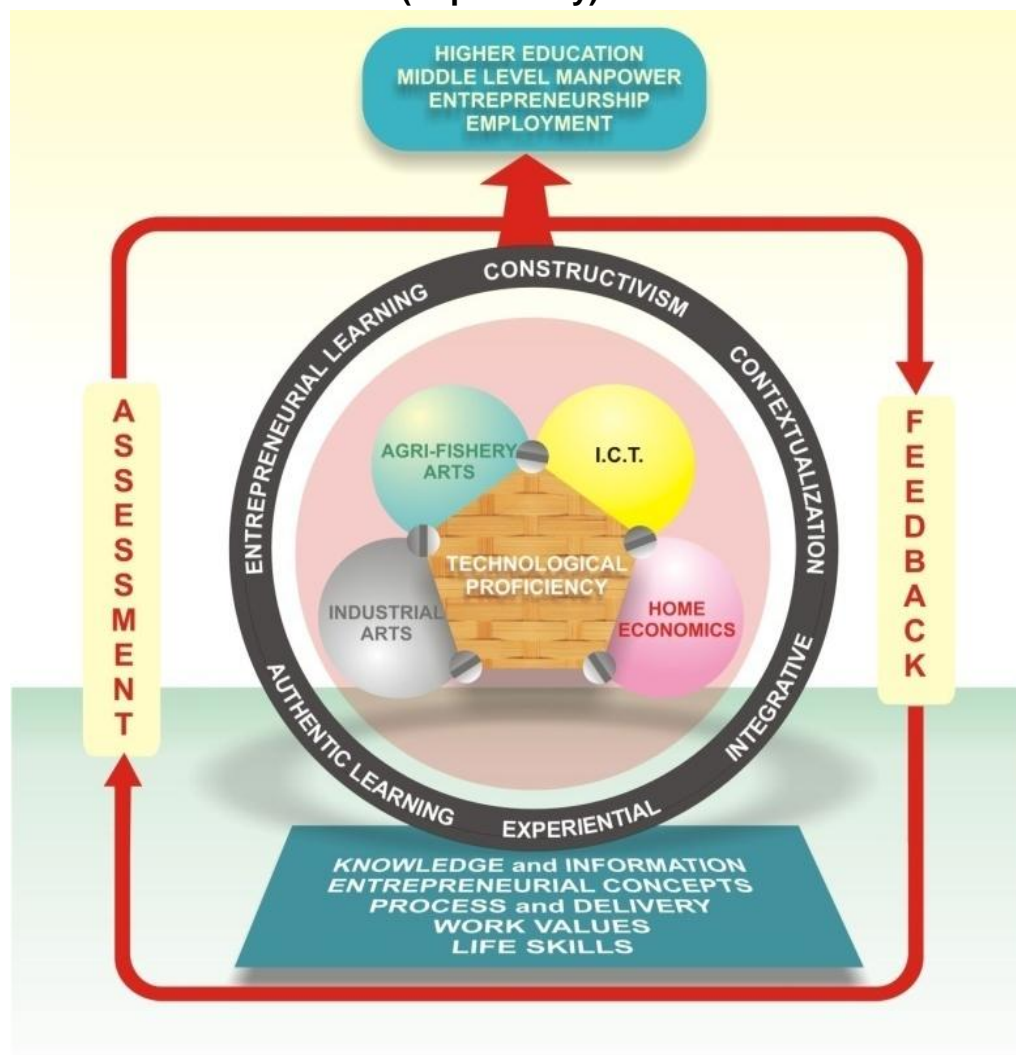 HIGHER EDUCATION
MIDDLE LEVEL MANPOWER
ENTREPRENEURSHIP
EMPLOYMENT
CONSTRUCTIVISM
ENTREPRENEURIAL LEARNING
CONTEXTUALIZATION
ASSESSMENT
FEEDBACK
AGRI-FISHERY
ARTS
I.C.T.
TECHNOLOGICAL
PROFICIENCY
INDUSTRIAL
ARTS
HOME
ECONOMICS
AUTHENTIC LEARNING
INTEGRATIVE
EXPERIENTIAL
KNOWLEDGE and INFORMATION
ENTREPRENEURIAL CONCEPTS
PROCESS and DELIVERY
WORK VALUES
LIFE SKILLS